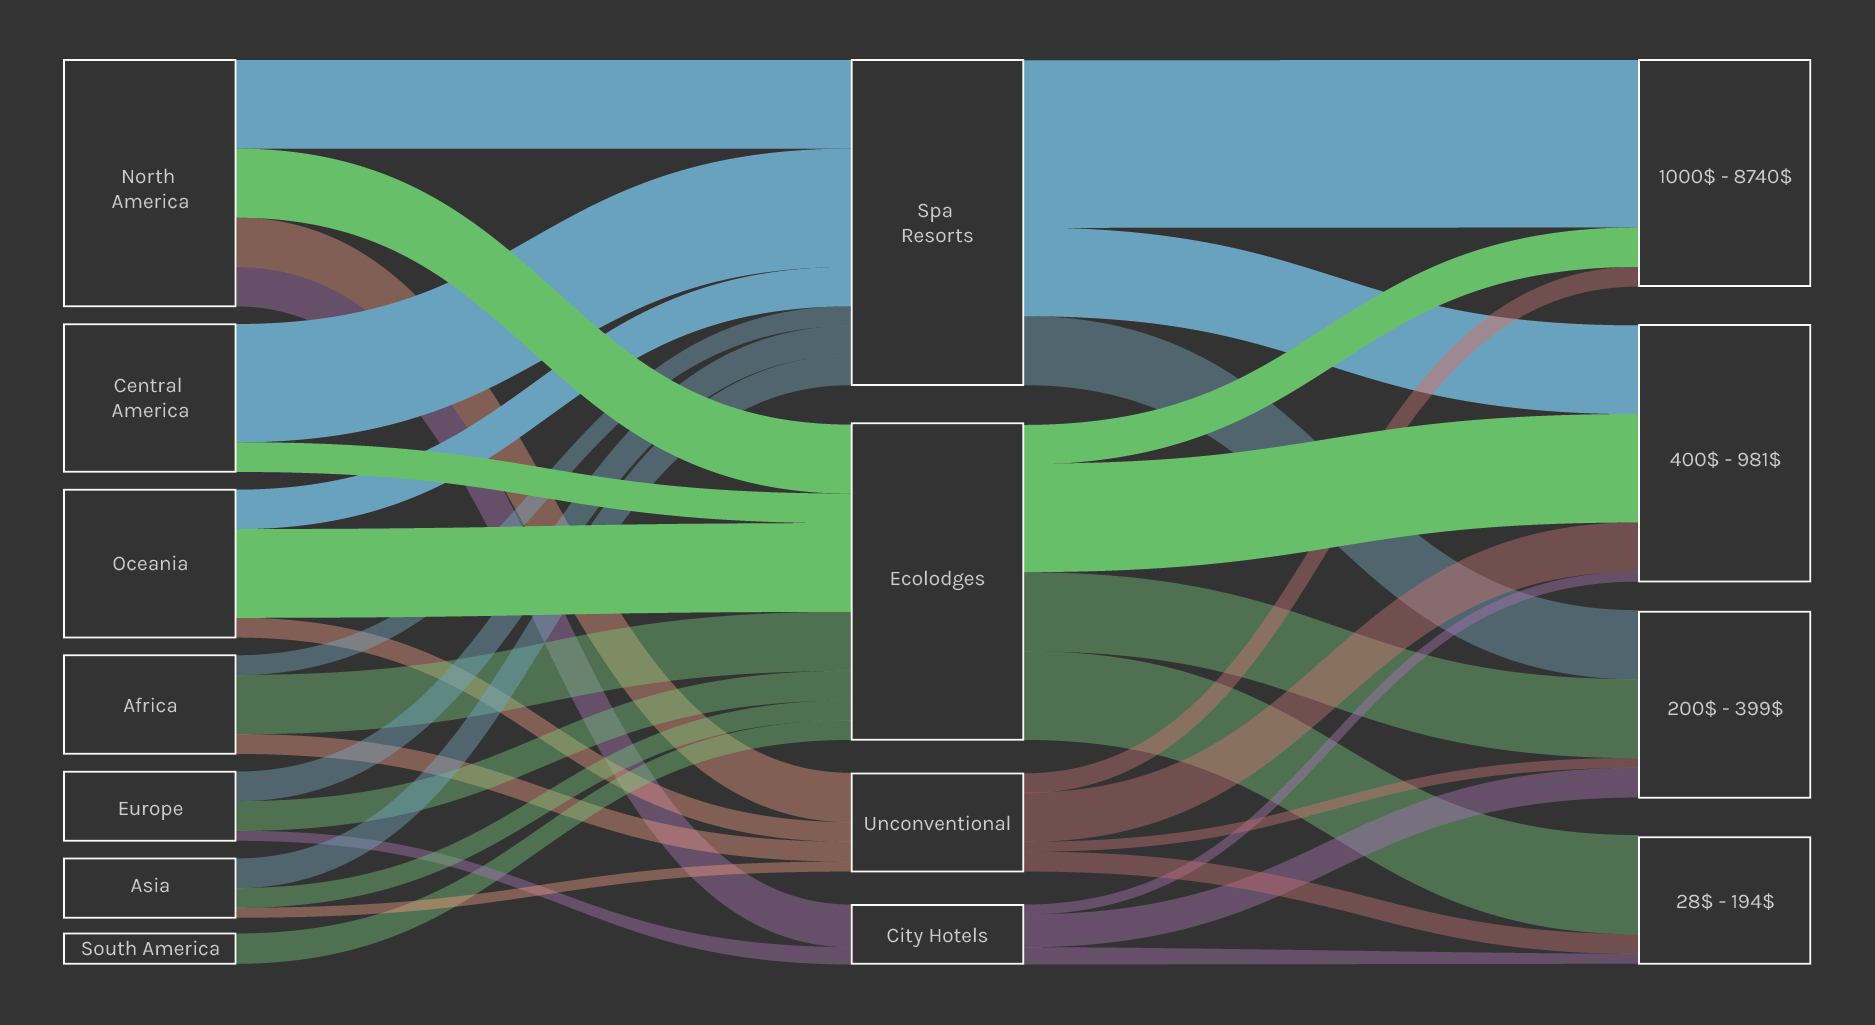 North
America
Central
America
Oceania
Africa
Europe
Asia
South America
Spa
Resorts
Ecolodges
Unconventional
City Hotels
1000$ - 8740$
400$ - 981$
200$ - 399$
28$ - 194$